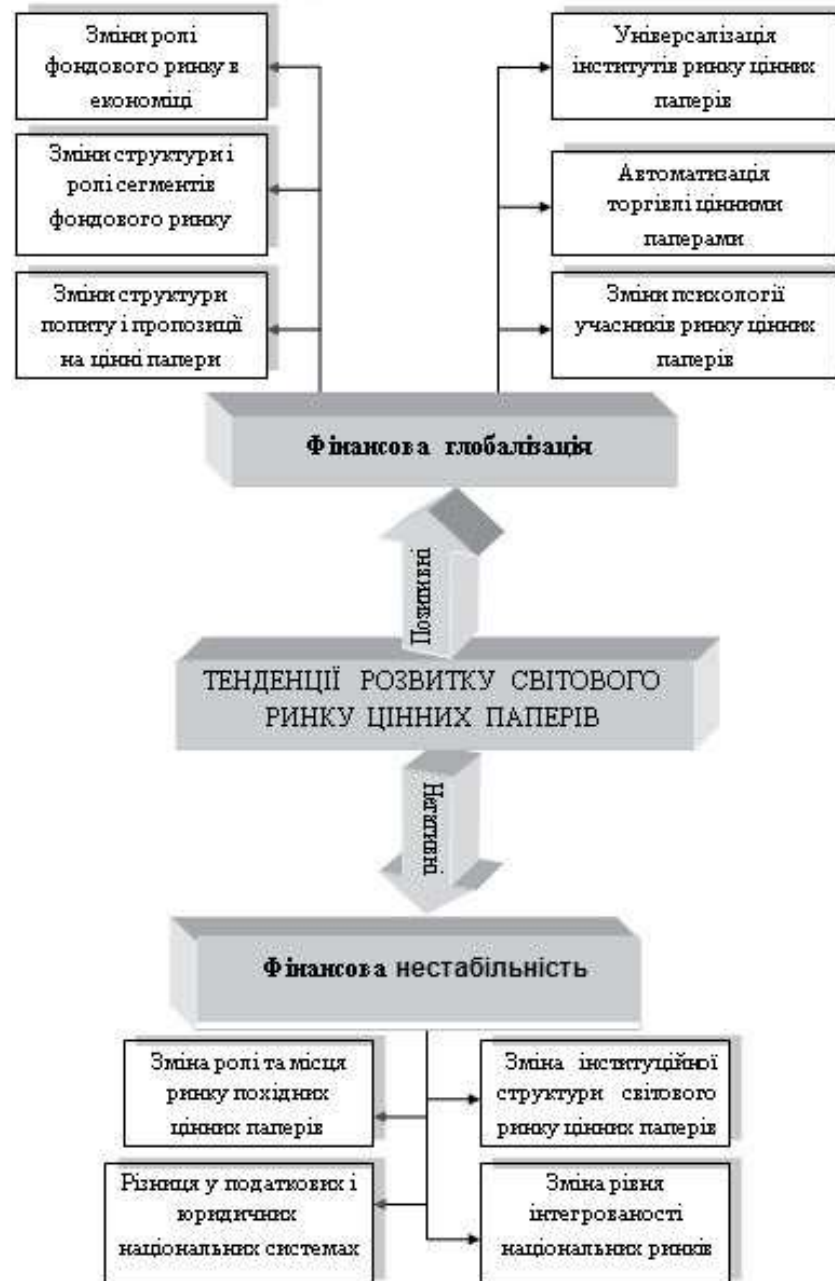 Зміни ролі
фондового ринку в
економіці
Зміни структури і
ролі сегментів
фондового ринку
Зміни структури
попиту і пропозиції
на цінні папери
Універсалізація
інститутів ринку цінних
паперів
Автоматизація
торгівлі цінними
паперами
Зміни психології
учасників ринку цінних
паперів
Фінансова глобалізація
Позитивні
ТЕНДЕНЦІЇ РОЗВИТКУ СВІТОВОГО
РИНКУ ЦІННИХ ПАПЕРІВ
Негативні
Фінансова нестабільність
Зміна ролі та місця
ринку похідних
цінних паперів
Різниця у податкових і
юридичних
національних системах
Зміна інституційної
структури світового
ринку цінних паперів
Зміна рівня
інтегрованості
національних ринків